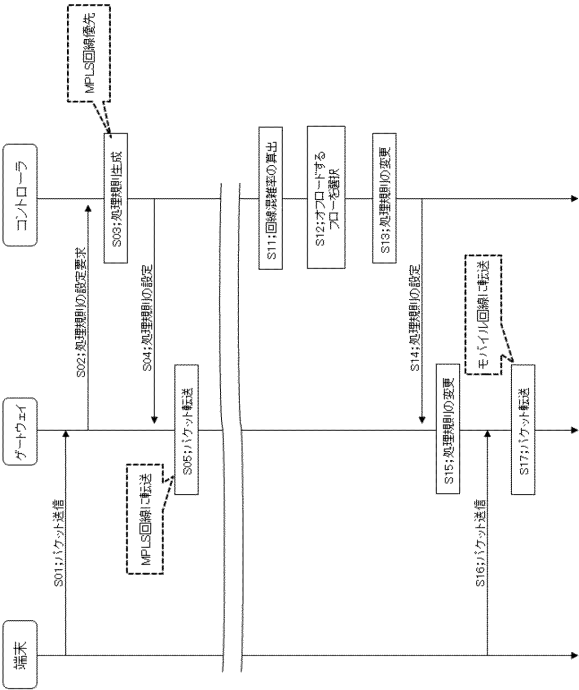 端末
ゲートウェイ
コントローラ
S01;パケット送信
S02;処理規則の設定要求
MPLS回線優先
S03;処理規則生成
S04;処理規則の設定
MPLS回線に転送
S05;パケット転送
S11;回線混雑率の算出
S12;オフロードする
フローを選択
S13;処理規則の変更
S14;処理規則の設定
S15;処理規則の変更
S16;パケット送信
モバイル回線に転送
S17;パケット転送